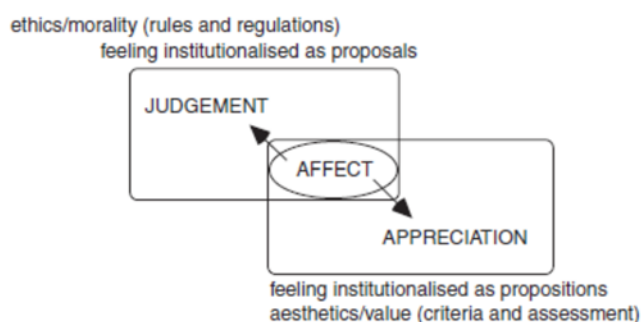 ethics/morality (rules and regulations)
feeling institutionalised as proposals
JUDGEMENT
AFFECT
APPRECIATION
feeling institutionalised as propositions
aesthetics/value (criteria and assessment)